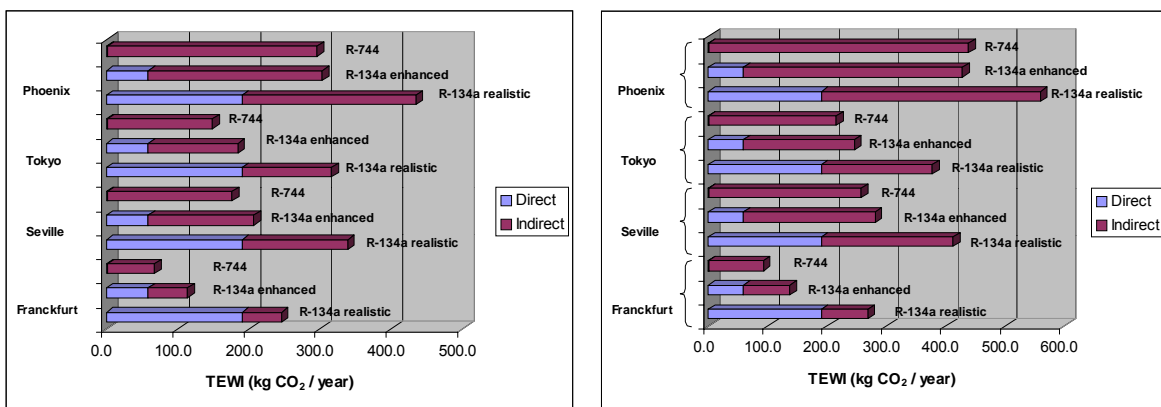 R-744
R-134a enhanced
Phoenix
R-134a realistic
R-744
R-134a enhanced
Tokyo
R-134a realistic
R-744
R-134a enhanced
Seville
R-134a realistic
R-744
R-134a enhanced
Franckfurt
R-134a realistic
0.0 100.0 200.0 300.0 400.0 500.0
TEWI (kg CO₂ / year)
Direct
Indirect
R-744
R-134a enhanced
Phoenix
R-134a realistic
R-744
R-134a enhanced
Tokyo
R-134a realistic
R-744
R-134a enhanced
Seville
R-134a realistic
R-744
R-134a enhanced
Franckfurt
R-134a realistic
0.0 100.0 200.0 300.0 400.0 500.0 600.0
TEWI (kg CO₂ / year)
Direct
Indirect